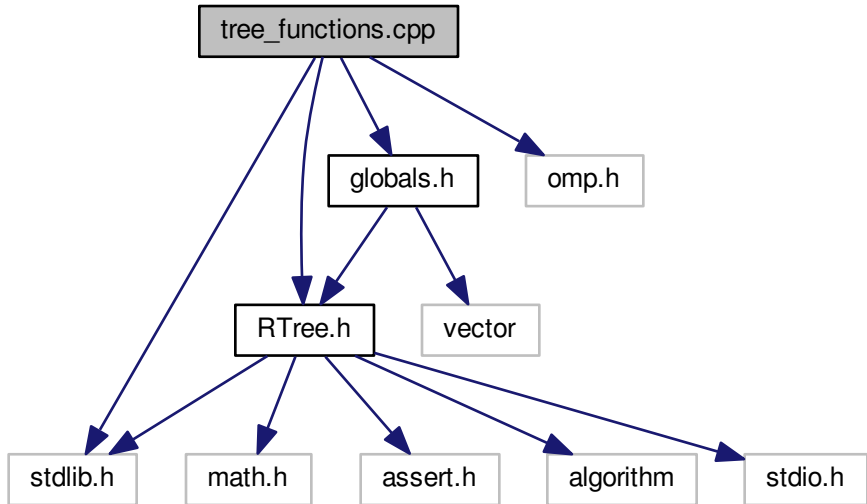 tree_functions.cpp
globals.h
omp.h
RTree.h
vector
stdlib.h
math.h
assert.h
algorithm
stdio.h